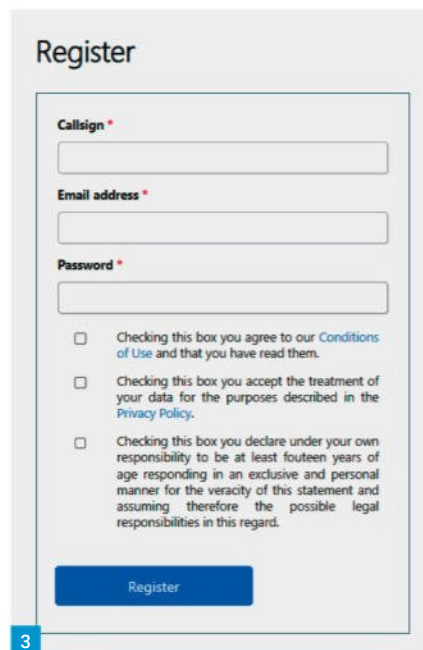 Register
Callsign *
Email address *
Password *
Checking this box you agree to our Conditions
of Use and that you have read them.
Checking this box you accept the treatment of
your data for the purposes described in the
Privacy Policy.
Checking this box you declare under your own
responsibility to be at least fouteen years of
age responding in an exclusive and personal
manner for the veracity of this statement and
assuming therefore the possible legal
responsibilities in this regard.
Register
3